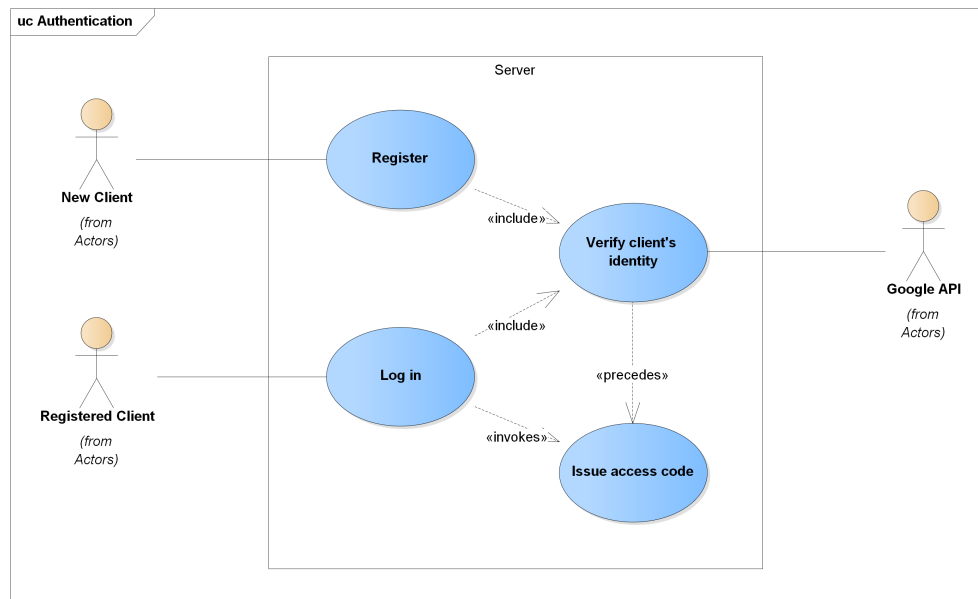 uc Authentication
Server
New Client
(from
Actors)
Register
«include»
Verify client's
identity
Google API
(from
Actors)
Registered Client
(from
Actors)
Log in
«include»
«precedes»
«invokes»
Issue access code